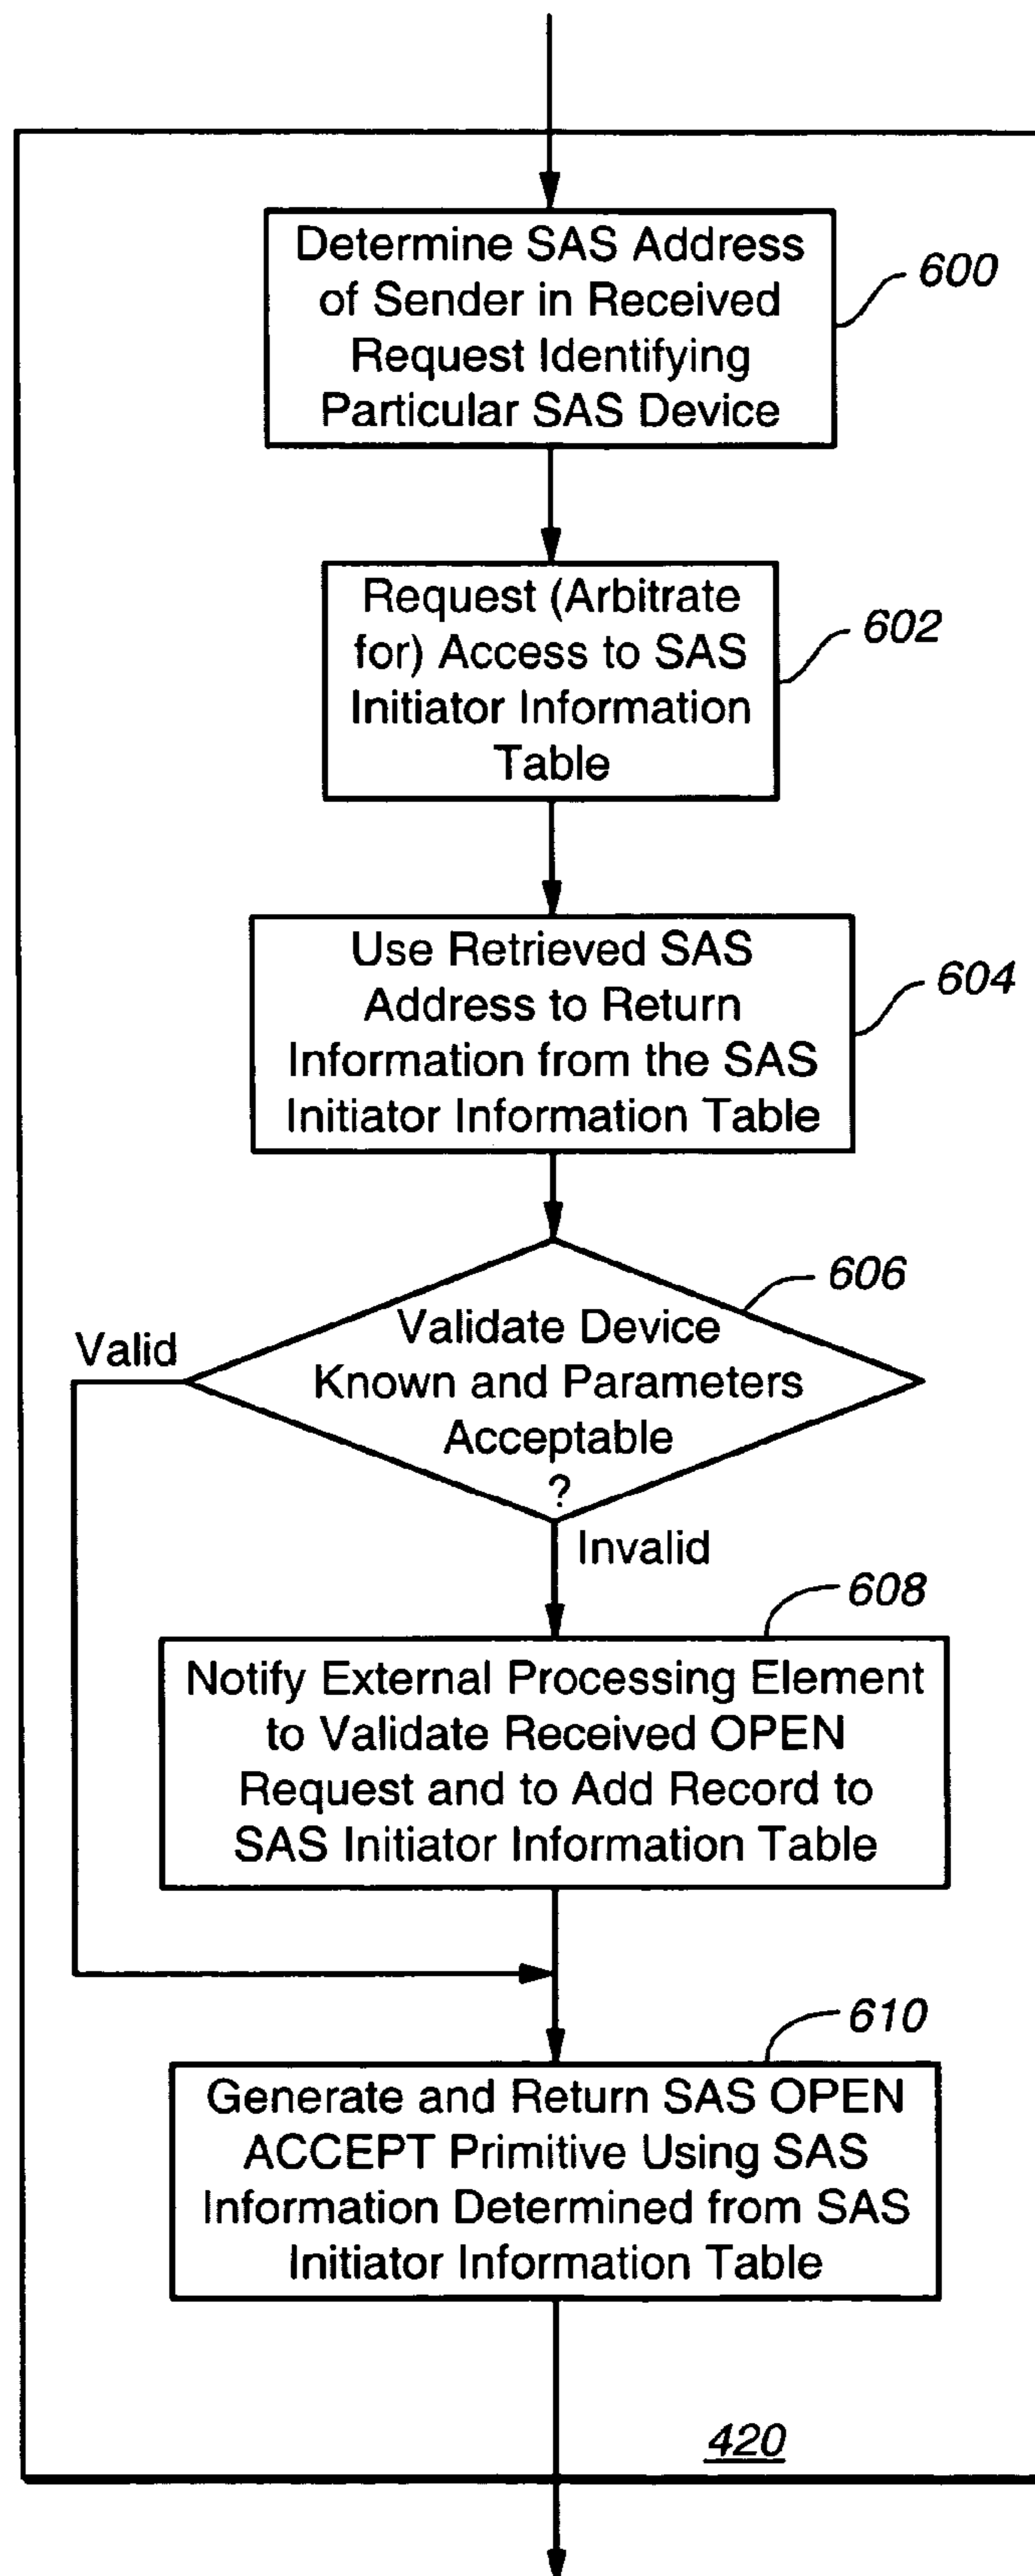 Determine SAS Address
of Sender in Received
Request Identifying
Particular SAS Device
600
Request (Arbitrate
for) Access to SAS
Initiator Information
Table
602
Use Retrieved SAS
Address to Return
Information from the SAS
Initiator Information Table
604
606
Valid
Validate Device
Known and Parameters
Acceptable
?
Invalid
608
Notify External Processing Element
to Validate Received OPEN
Request and to Add Record to
SAS Initiator Information Table
610
Generate and Return SAS OPEN
ACCEPT Primitive Using SAS
Information Determined from SAS
Initiator Information Table
420